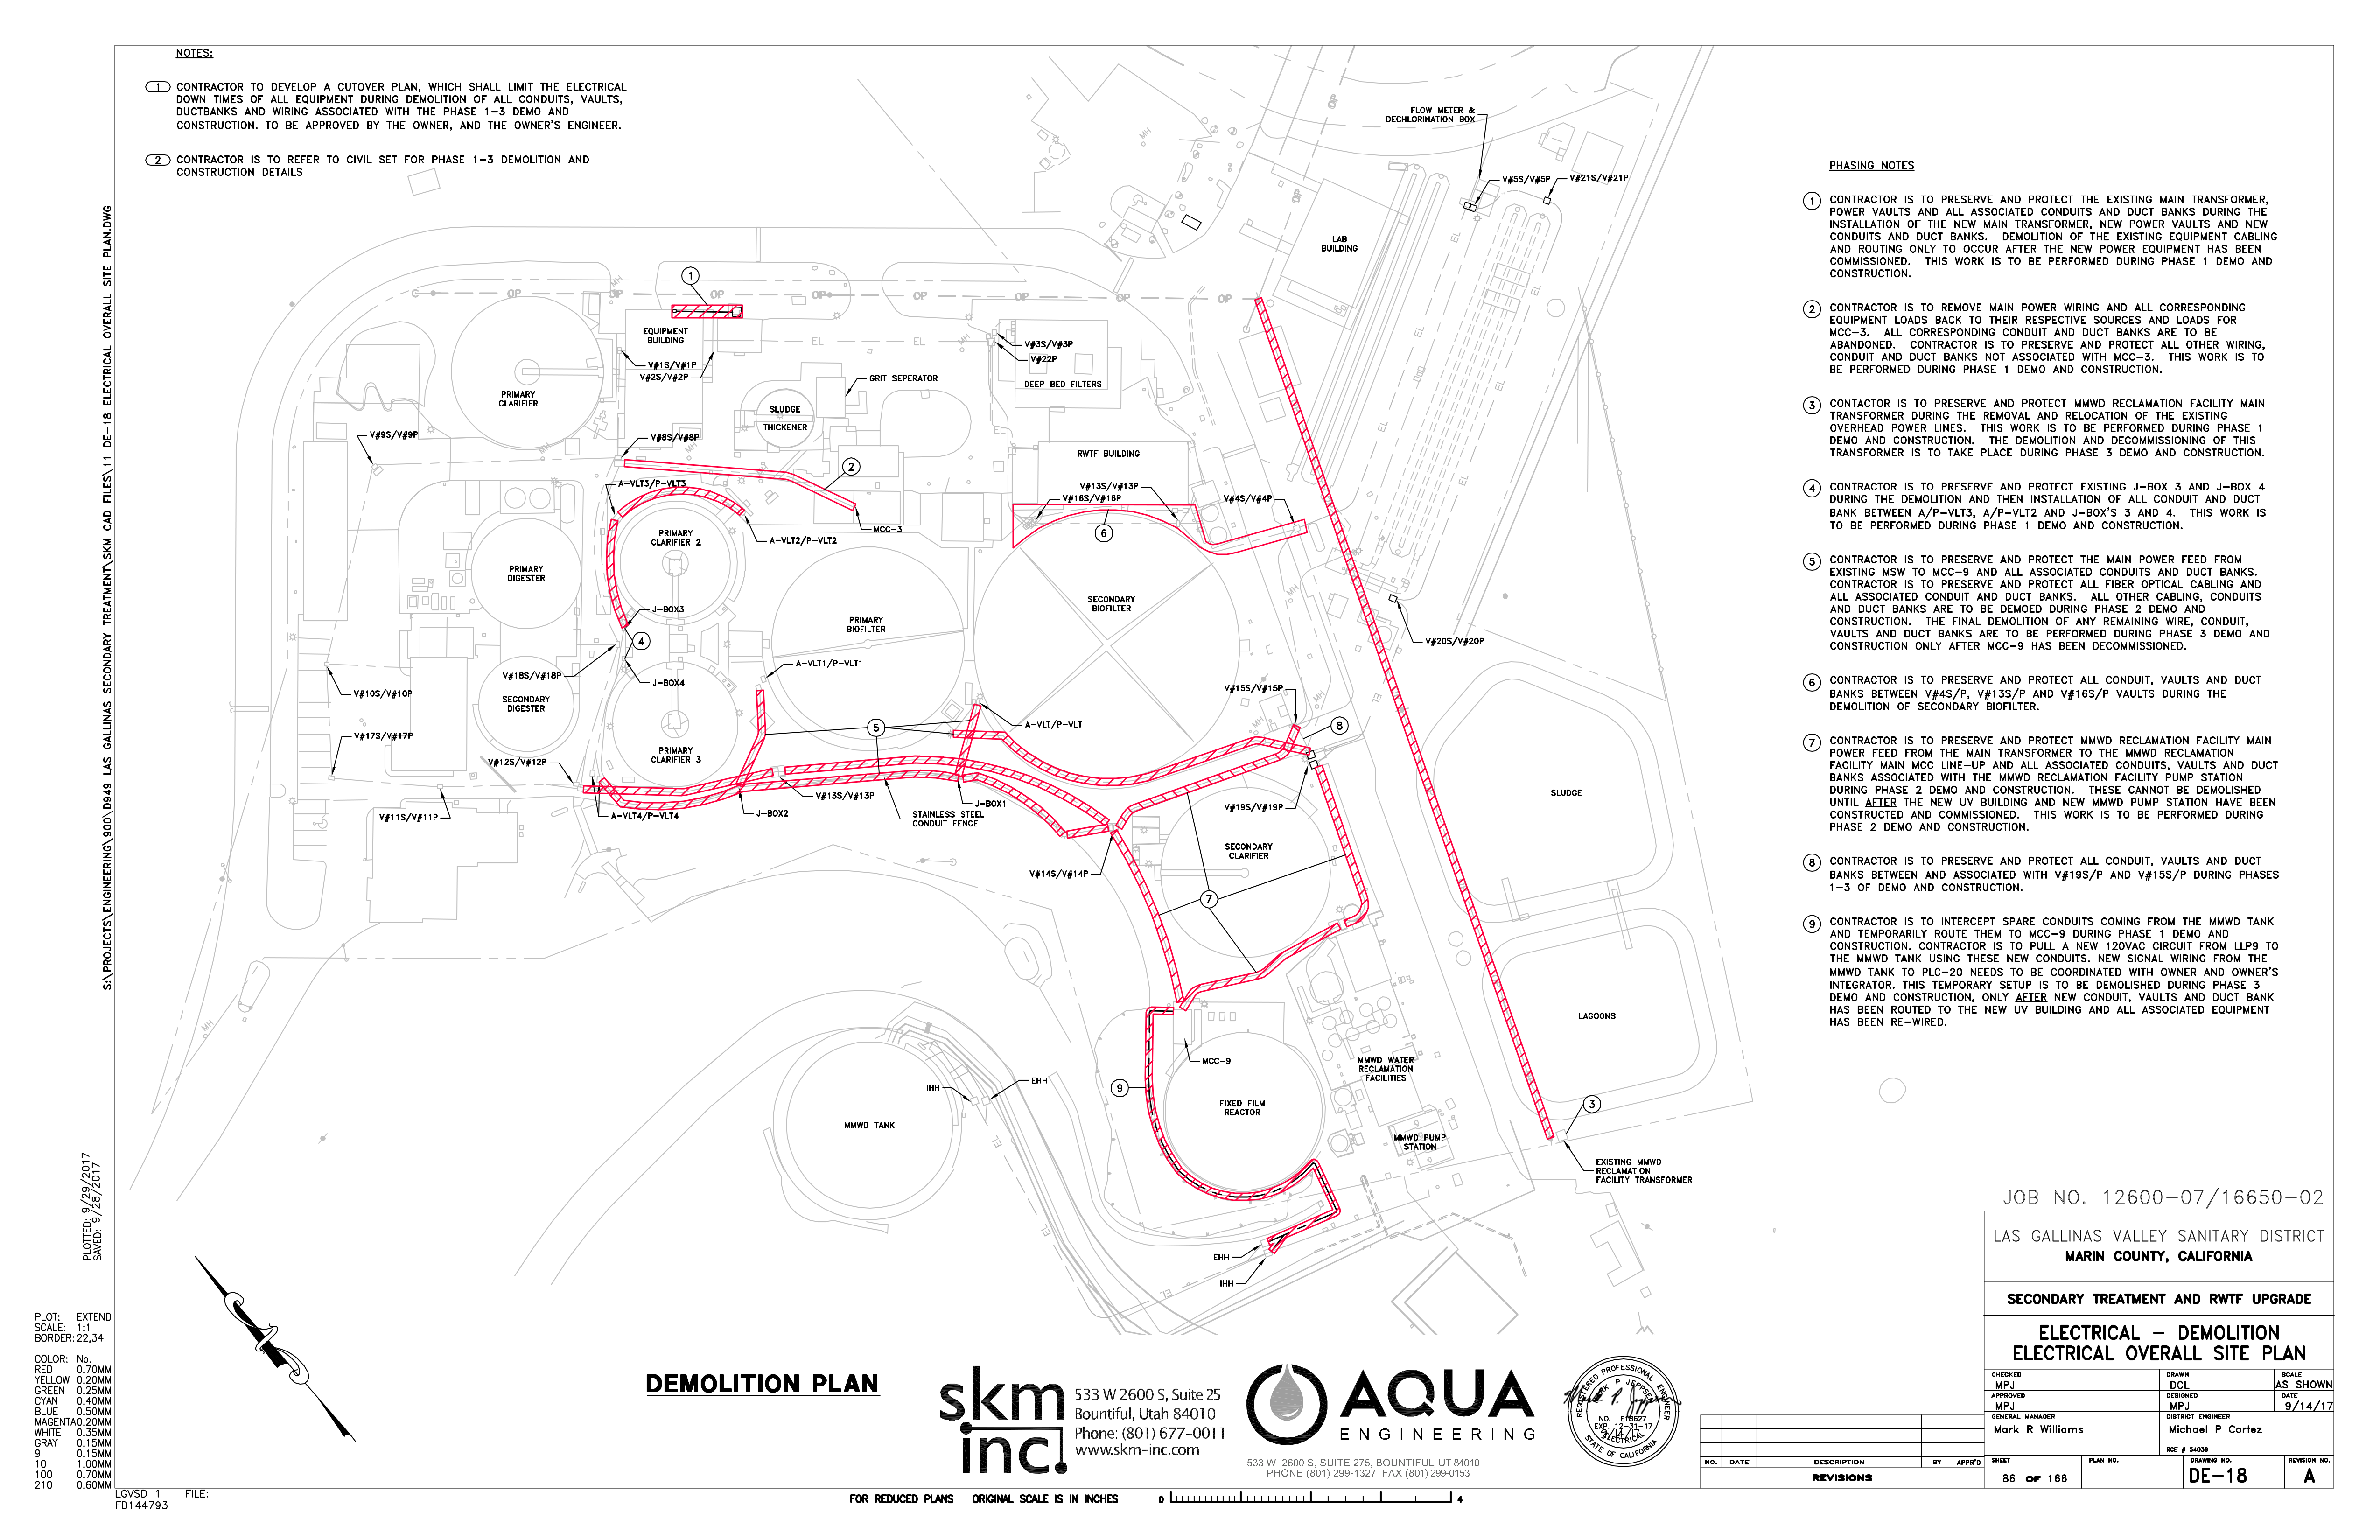 NOTES:
1 CONTRACTOR TO DEVELOP A CUTOVER PLAN, WHICH SHALL LIMIT THE ELECTRICAL
DOWN TIMES OF ALL EQUIPMENT DURING DEMOLITION OF ALL CONDUITS, VAULTS,
DUCTBANKS AND WIRING ASSOCIATED WITH THE PHASE 1-3 DEMO AND
CONSTRUCTION. TO BE APPROVED BY THE OWNER, AND THE OWNER'S ENGINEER.
2 CONTRACTOR IS TO REFER TO CIVIL SET FOR PHASE 1-3 DEMOLITION AND
CONSTRUCTION DETAILS
S:\PROJECTS\ENGINEERING\900\D949 LAS GALLINAS SECONDARY TREATMENT\SKM CAD FILES\11 DE-18 ELECTRICAL OVERALL SITE PLAN.DWG
PLOTTED: 9/29/2017
SAVED: 9/28/2017
PLOT: EXTEND
SCALE: 1:1
BORDER: 22,34
COLOR: No.
RED 0.70MM
YELLOW 0.20MM
GREEN 0.25MM
CYAN 0.40MM
BLUE 0.50MM
MAGENTA 0.20MM
WHITE 0.35MM
GRAY 0.15MM
9 0.15MM
10 1.00MM
100 0.70MM
210 0.60MM
LGVSD 1 FILE:
FD144793
FLOW METER &
DECHLORINATION BOX
V#5S/V#5P
V#21S/V#21P
LAB
BUILDING
1
OP OP OP OP OP OP OP
EQUIPMENT
BUILDING
V#1S/V#1P
V#2S/V#2P
V#3S/V#3P
V#22P
DEEP BED FILTERS
GRIT SEPERATOR
PRIMARY
CLARIFIER
SLUDGE
THICKENER
V#9S/V#9P
V#8S/V#8P
RWTF BUILDING
2
A-VLT3/P-VLT3
V#13S/V#13P
V#16S/V#16P
V#4S/V#4P
MCC-3
6
PRIMARY
CLARIFIER 2
A-VLT2/P-VLT2
PRIMARY
DIGESTER
J-BOX3
SECONDARY
BIOFILTER
PRIMARY
BIOFILTER
4
V#20S/V#20P
A-VLT1/P-VLT1
V#18S/V#18P
J-BOX4
V#10S/V#10P
SECONDARY
DIGESTER
V#15S/V#15P
5
A-VLT/P-VLT
8
V#17S/V#17P
PRIMARY
CLARIFIER 3
V#12S/V#12P
V#13S/V#13P
J-BOX1
V#19S/V#19P
SLUDGE
V#11S/V#11P
A-VLT4/P-VLT4
J-BOX2
STAINLESS STEEL
CONDUIT FENCE
SECONDARY
CLARIFIER
V#14S/V#14P
7
LAGOONS
MCC-9
MMWD WATER
RECLAMATION
FACILITIES
IHH
EHH
9
FIXED FILM
REACTOR
3
MMWD TANK
MMWD PUMP
STATION
EXISTING MMWD
RECLAMATION
FACILITY TRANSFORMER
EHH
IHH
MH MH MH MH MH MH MH
EL EL EL EL EL EL EL
PHASING NOTES
1 CONTRACTOR IS TO PRESERVE AND PROTECT THE EXISTING MAIN TRANSFORMER,
POWER VAULTS AND ALL ASSOCIATED CONDUITS AND DUCT BANKS DURING THE
INSTALLATION OF THE NEW MAIN TRANSFORMER, NEW POWER VAULTS AND NEW
CONDUITS AND DUCT BANKS. DEMOLITION OF THE EXISTING EQUIPMENT CABLING
AND ROUTING ONLY TO OCCUR AFTER THE NEW POWER EQUIPMENT HAS BEEN
COMMISSIONED. THIS WORK IS TO BE PERFORMED DURING PHASE 1 DEMO AND
CONSTRUCTION.
2 CONTRACTOR IS TO REMOVE MAIN POWER WIRING AND ALL CORRESPONDING
EQUIPMENT LOADS BACK TO THEIR RESPECTIVE SOURCES AND LOADS FOR
MCC-3. ALL CORRESPONDING CONDUIT AND DUCT BANKS ARE TO BE
ABANDONED. CONTRACTOR IS TO PRESERVE AND PROTECT ALL OTHER WIRING,
CONDUIT AND DUCT BANKS NOT ASSOCIATED WITH MCC-3. THIS WORK IS TO
BE PERFORMED DURING PHASE 1 DEMO AND CONSTRUCTION.
3 CONTACTOR IS TO PRESERVE AND PROTECT MMWD RECLAMATION FACILITY MAIN
TRANSFORMER DURING THE REMOVAL AND RELOCATION OF THE EXISTING
OVERHEAD POWER LINES. THIS WORK IS TO BE PERFORMED DURING PHASE 1
DEMO AND CONSTRUCTION. THE DEMOLITION AND DECOMMISSIONING OF THIS
TRANSFORMER IS TO TAKE PLACE DURING PHASE 3 DEMO AND CONSTRUCTION.
4 CONTRACTOR IS TO PRESERVE AND PROTECT EXISTING J-BOX 3 AND J-BOX 4
DURING THE DEMOLITION AND THEN INSTALLATION OF ALL CONDUIT AND DUCT
BANK BETWEEN A/P-VLT3, A/P-VLT2 AND J-BOX'S 3 AND 4. THIS WORK IS
TO BE PERFORMED DURING PHASE 1 DEMO AND CONSTRUCTION.
5 CONTRACTOR IS TO PRESERVE AND PROTECT THE MAIN POWER FEED FROM
EXISTING MSW TO MCC-9 AND ALL ASSOCIATED CONDUITS AND DUCT BANKS.
CONTRACTOR IS TO PRESERVE AND PROTECT ALL FIBER OPTICAL CABLING AND
ALL ASSOCIATED CONDUIT AND DUCT BANKS. ALL OTHER CABLING, CONDUITS
AND DUCT BANKS ARE TO BE DEMOED DURING PHASE 2 DEMO AND
CONSTRUCTION. THE FINAL DEMOLITION OF ANY REMAINING WIRE, CONDUIT,
VAULTS AND DUCT BANKS ARE TO BE PERFORMED DURING PHASE 3 DEMO AND
CONSTRUCTION ONLY AFTER MCC-9 HAS BEEN DECOMMISSIONED.
6 CONTRACTOR IS TO PRESERVE AND PROTECT ALL CONDUIT, VAULTS AND DUCT
BANKS BETWEEN V#4S/P, V#13S/P AND V#16S/P VAULTS DURING THE
DEMOLITION OF SECONDARY BIOFILTER.
7 CONTRACTOR IS TO PRESERVE AND PROTECT MMWD RECLAMATION FACILITY MAIN
POWER FEED FROM THE MAIN TRANSFORMER TO THE MMWD RECLAMATION
FACILITY MAIN MCC LINE-UP AND ALL ASSOCIATED CONDUITS, VAULTS AND DUCT
BANKS ASSOCIATED WITH THE MMWD RECLAMATION FACILITY PUMP STATION
DURING PHASE 2 DEMO AND CONSTRUCTION. THESE CANNOT BE DEMOLISHED
UNTIL AFTER THE NEW UV BUILDING AND NEW MMWD PUMP STATION HAVE BEEN
CONSTRUCTED AND COMMISSIONED. THIS WORK IS TO BE PERFORMED DURING
PHASE 2 DEMO AND CONSTRUCTION.
8 CONTRACTOR IS TO PRESERVE AND PROTECT ALL CONDUIT, VAULTS AND DUCT
BANKS BETWEEN AND ASSOCIATED WITH V#19S/P AND V#15S/P DURING PHASES
1-3 OF DEMO AND CONSTRUCTION.
9 CONTRACTOR IS TO INTERCEPT SPARE CONDUITS COMING FROM THE MMWD TANK
AND TEMPORARILY ROUTE THEM TO MCC-9 DURING PHASE 1 DEMO AND
CONSTRUCTION. CONTRACTOR IS TO PULL A NEW 120VAC CIRCUIT FROM LLP9 TO
THE MMWD TANK USING THESE NEW CONDUITS. NEW SIGNAL WIRING FROM THE
MMWD TANK TO PLC-20 NEEDS TO BE COORDINATED WITH OWNER AND OWNER'S
INTEGRATOR. THIS TEMPORARY SETUP IS TO BE DEMOLISHED DURING PHASE 3
DEMO AND CONSTRUCTION, ONLY AFTER NEW CONDUIT, VAULTS AND DUCT BANK
HAS BEEN ROUTED TO THE NEW UV BUILDING AND ALL ASSOCIATED EQUIPMENT
HAS BEEN RE-WIRED.
DEMOLITION PLAN
skm
inc.
533 W 2600 S, Suite 25
Bountiful, Utah 84010
Phone: (801) 677-0011
www.skm-inc.com
AQUA
ENGINEERING
533 W 2600 S, SUITE 275, BOUNTIFUL, UT 84010
PHONE (801) 299-1327 FAX (801) 299-0153
REGISTERED PROFESSIONAL ENGINEER
MARK P JEPPSEN
NO. E18627
EXP. 12-31-17
9/14/17
ELECTRICAL
STATE OF CALIFORNIA
FOR REDUCED PLANS ORIGINAL SCALE IS IN INCHES 0 4
NO. DATE DESCRIPTION BY APPR'D
REVISIONS
JOB NO. 12600-07/16650-02
LAS GALLINAS VALLEY SANITARY DISTRICT
MARIN COUNTY, CALIFORNIA
SECONDARY TREATMENT AND RWTF UPGRADE
ELECTRICAL - DEMOLITION
ELECTRICAL OVERALL SITE PLAN
CHECKED MPJ DRAWN DCL SCALE AS SHOWN
APPROVED MPJ DESIGNED MPJ DATE 9/14/17
GENERAL MANAGER DISTRICT ENGINEER
Mark R Williams Michael P Cortez
RCE # 54039
SHEET PLAN NO. DRAWING NO. REVISION NO.
86 OF 166 DE-18 A